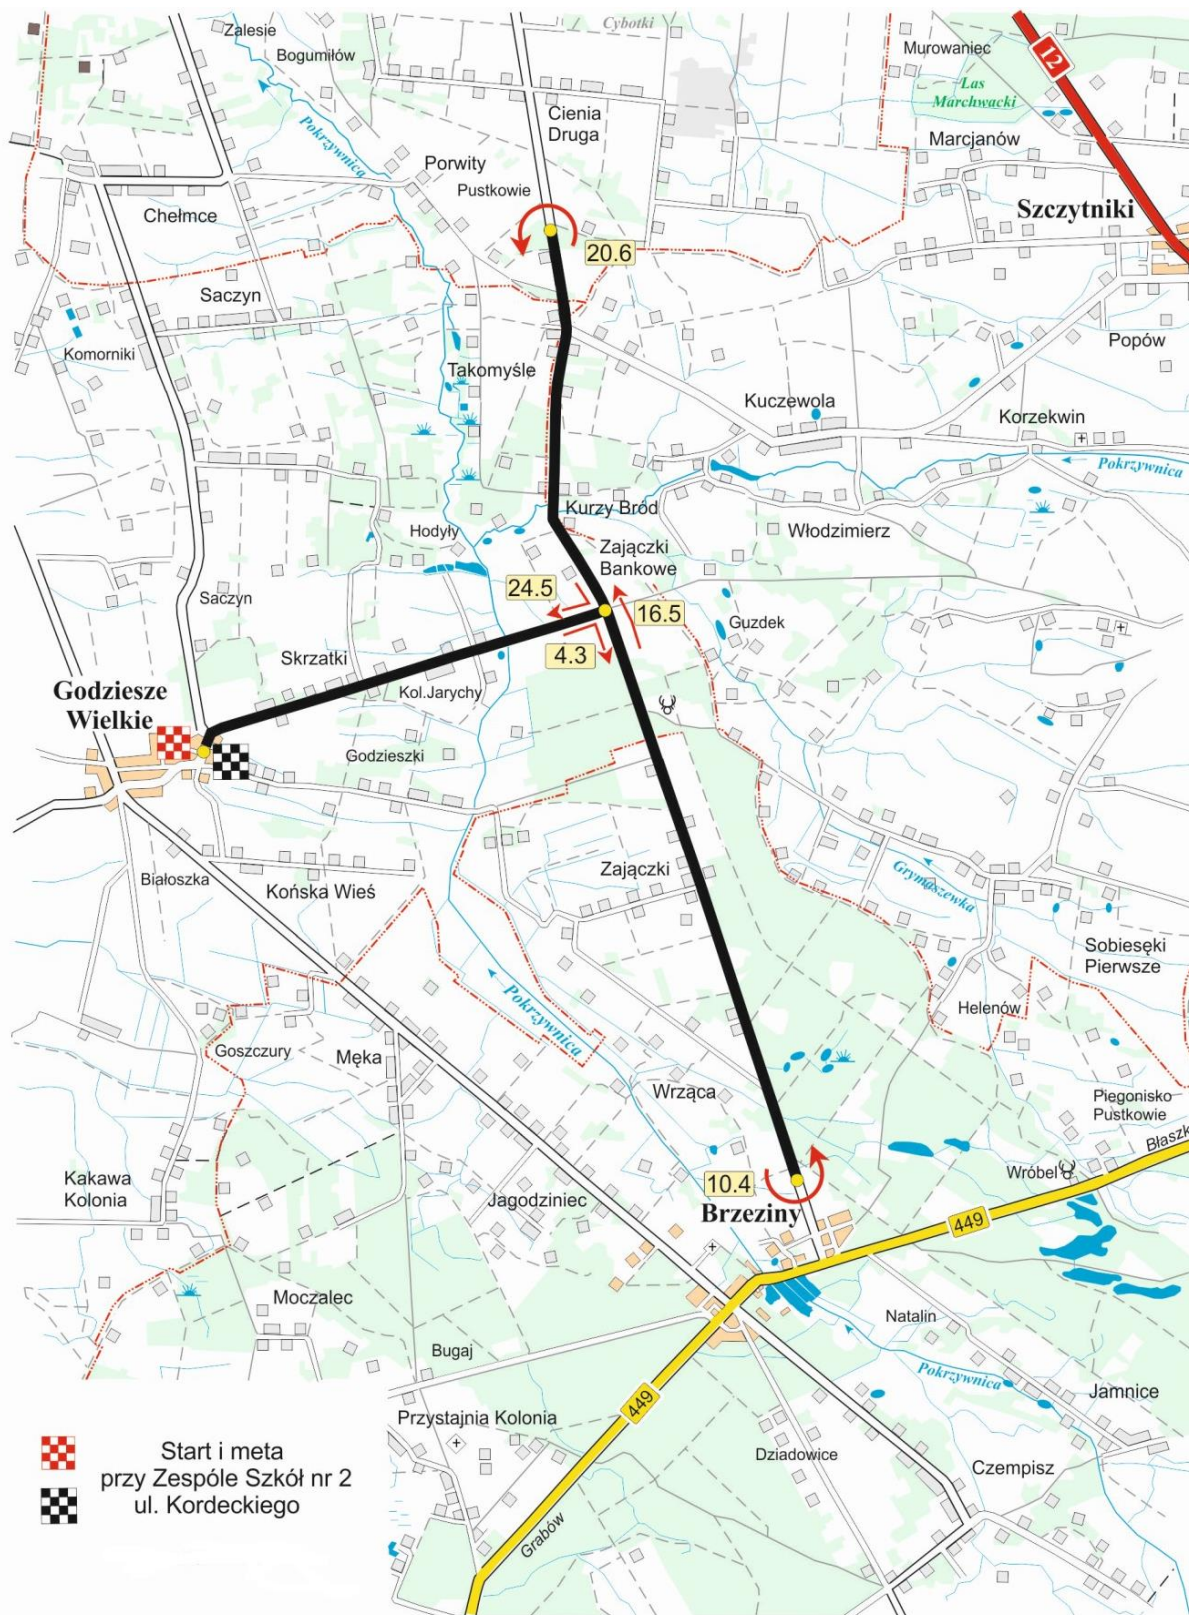 Cybotki
Zalesie
Bogumiłów
Murowaniec
12
Las
Marchwacki
Cienia
Druga
Pokrzywnica
Marcjanów
Porwity
Pustkowie
Chełmce
Szczytniki
20.6
Saczyn
Komorniki
Popów
Takomyśle
Kuczewola
Korzekwin
Pokrzywnica
Kurzy Bród
Hodyły
Włodzimierz
Zajączki
Bankowe
24.5
16.5
Saczyn
Guzdek
4.3
Skrzatki
Kol.Jarychy
Godziesze
Wielkie
Godzieszki
Zajączki
Białoszka
Końska Wieś
Grymaszewka
Sobiesęki
Pierwsze
Pokrzywnica
Helenów
Goszczury
Męka
Wrząca
Piegonisko
Pustkowie
Błaszk
Wróbel
Kakawa
Kolonia
10.4
Jagodziniec
Brzeziny
449
Moczalec
Natalin
Bugaj
Pokrzywnica
Jamnice
449
Przystajnia Kolonia
Dziadowice
Czempisz
Grabów
Start i meta
przy Zespóle Szkół nr 2
ul. Kordeckiego